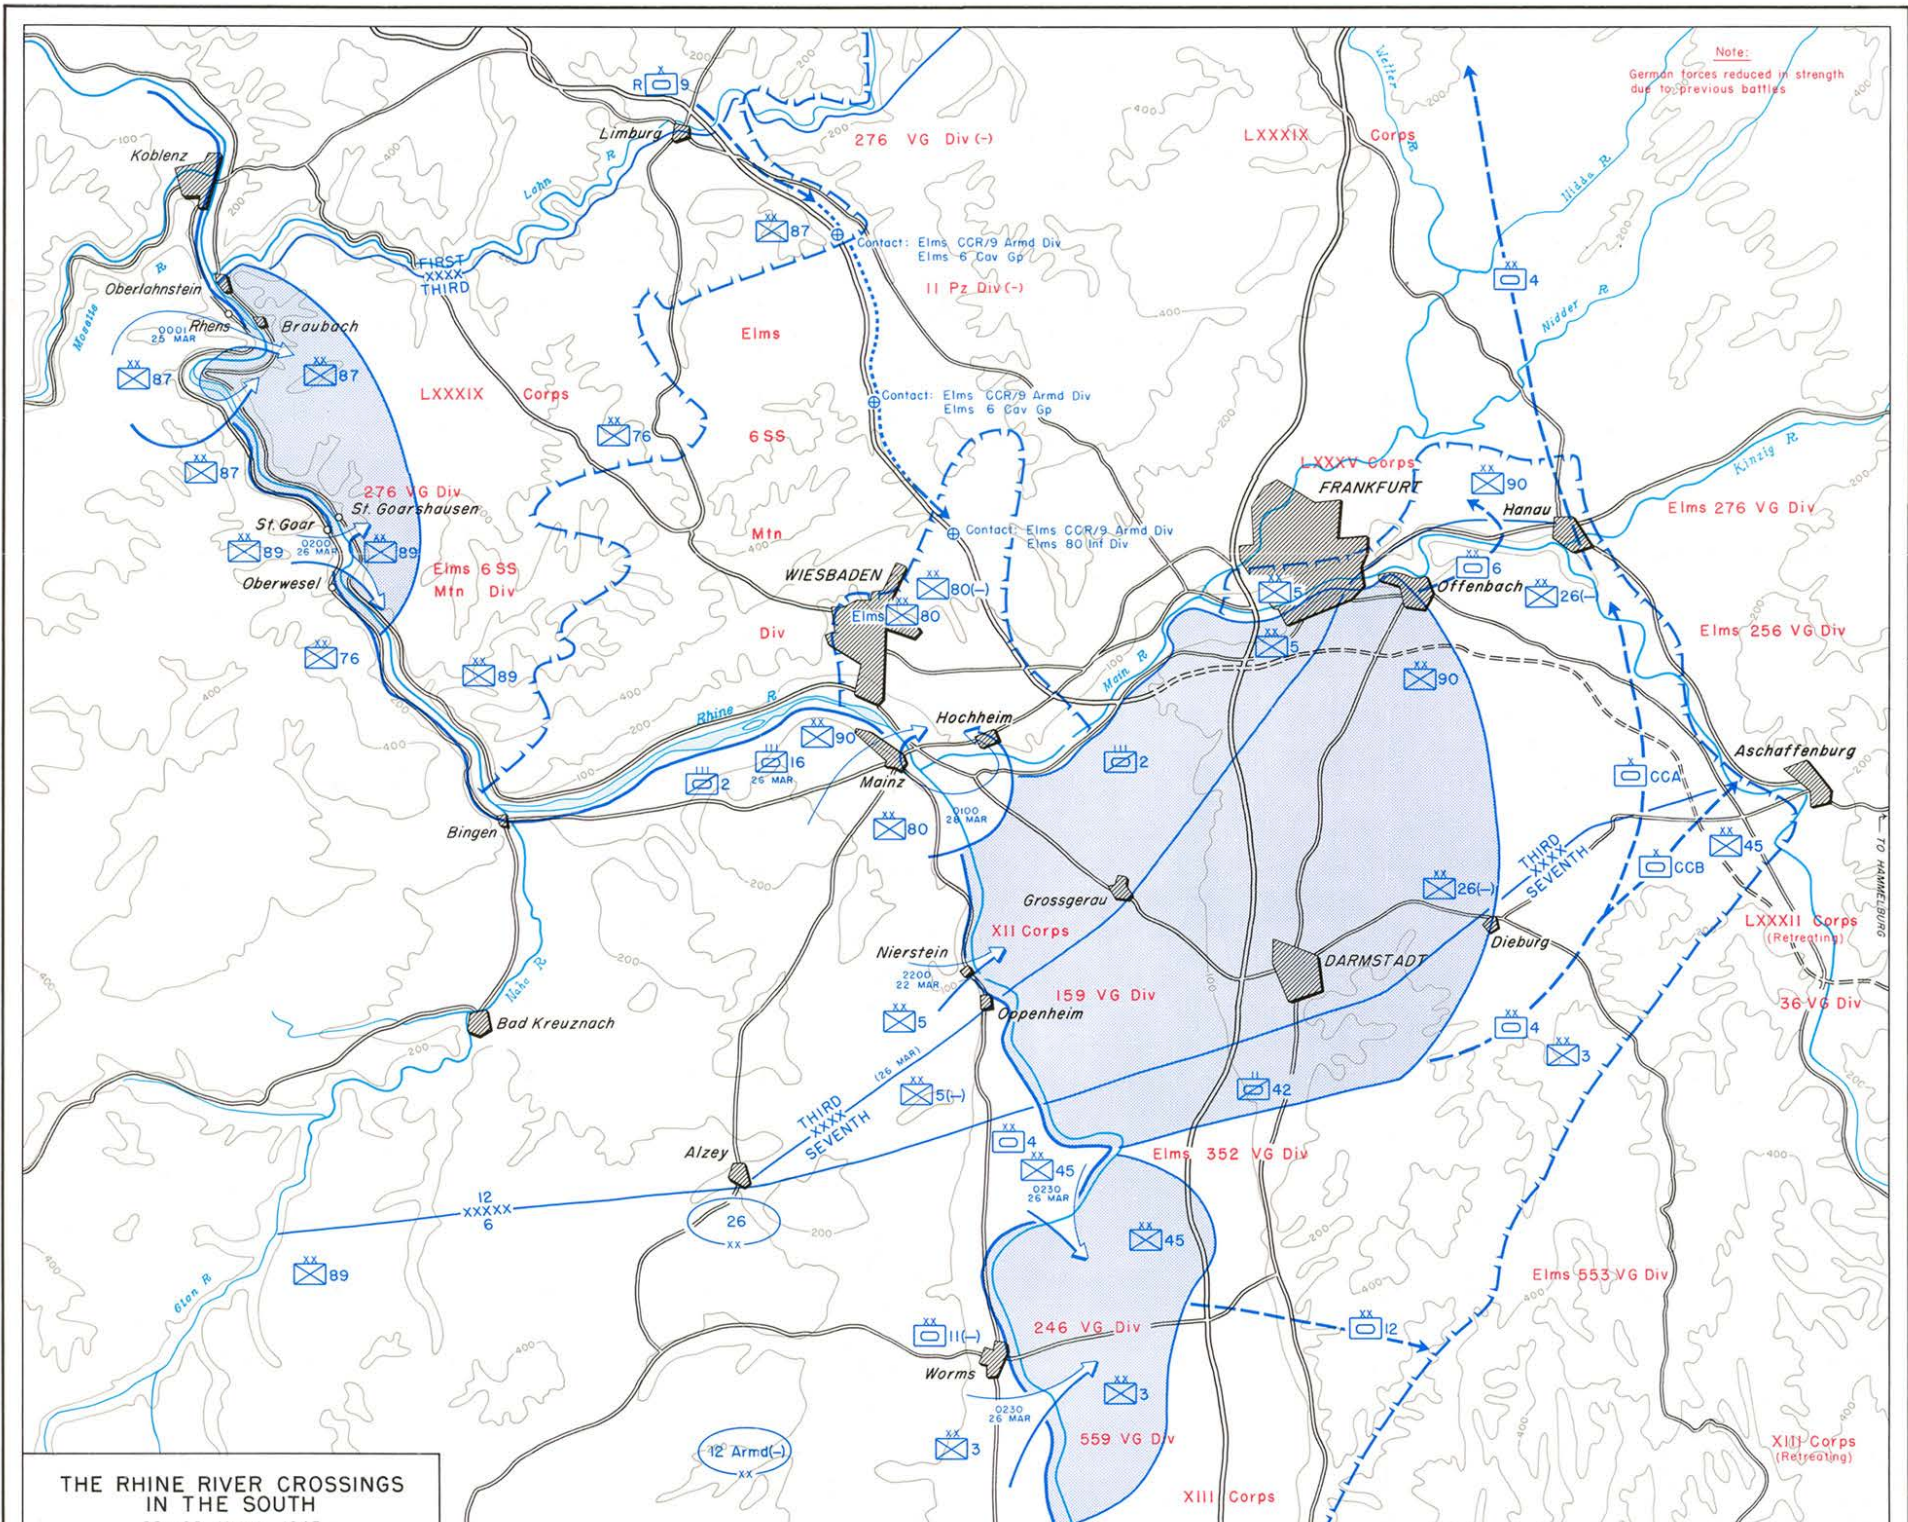 Note:
German forces reduced in strength
due to previous battles
R 9
Limburg
276 VG Div (-)
LXXXIX Corps
Wetter R
Nidda R
Koblenz
Lahn R
87
Contact: Elms CCR/9 Armd Div
Elms 6 Cav Gp
FIRST
XXXX
THIRD
11 Pz Div(-)
4
Nidder R
Oberlahnstein
Moselle R
Rhens
Braubach
0001
25 MAR
87
87
Elms
LXXXIX Corps
Contact: Elms CCR/9 Armd Div
Elms 6 Cav Gp
76
6 SS
87
LXXXV Corps
FRANKFURT
90
Kinzig R
276 VG Div
St. Goarshausen
St. Goar
Hanau
Elms 276 VG Div
89
0200
26 MAR
89
Mtn
Contact: Elms CCR/9 Armd Div
Elms 80 Inf Div
Elms 6 SS
Mtn Div
Oberwesel
WIESBADEN
80(-)
6
Offenbach
5
26(-
Elms 80
Div
Elms 256 VG Div
76
89
5
90
Main R
Rhine R
Hochheim
90
16
26 MAR
2
2
Mainz
Aschaffenburg
CCA
Bingen
80
0100
28 MAR
THIRD
XXXX
SEVENTH
45
CCB
TO HAMMELBURG
Grossgerau
26(-)
XII Corps
LXXXII Corps
(Retreating)
Dieburg
Nierstein
2200
22 MAR
DARMSTADT
Nahe R
159 VG Div
36 VG Div
5
Oppenheim
Bad Kreuznach
4
3
(26 MAR)
5(-)
42
THIRD
XXXX
SEVENTH
4
45
Elms 352 VG Div
Alzey
0230
26 MAR
12
XXXXX
6
26
45
89
Glan R
Elms 553 VG Div
11(-)
246 VG Div
12
Worms
3
0230
26 MAR
3
559 VG Div
12 Armd(-)
XIII Corps
(Retreating)
XIII Corps
THE RHINE RIVER CROSSINGS
IN THE SOUTH